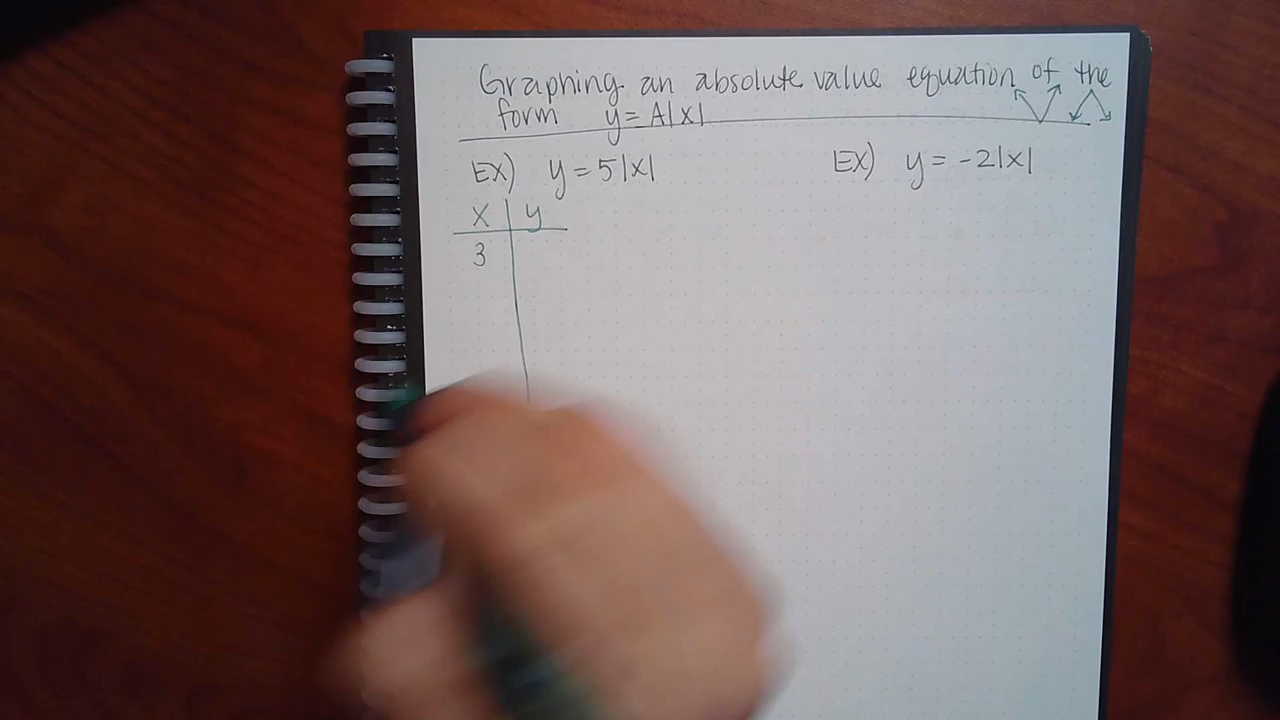 Graphing an absolute value equation of the
form y = A|x|
EX) y = 5|x|
EX) y = -2|x|
x y
3